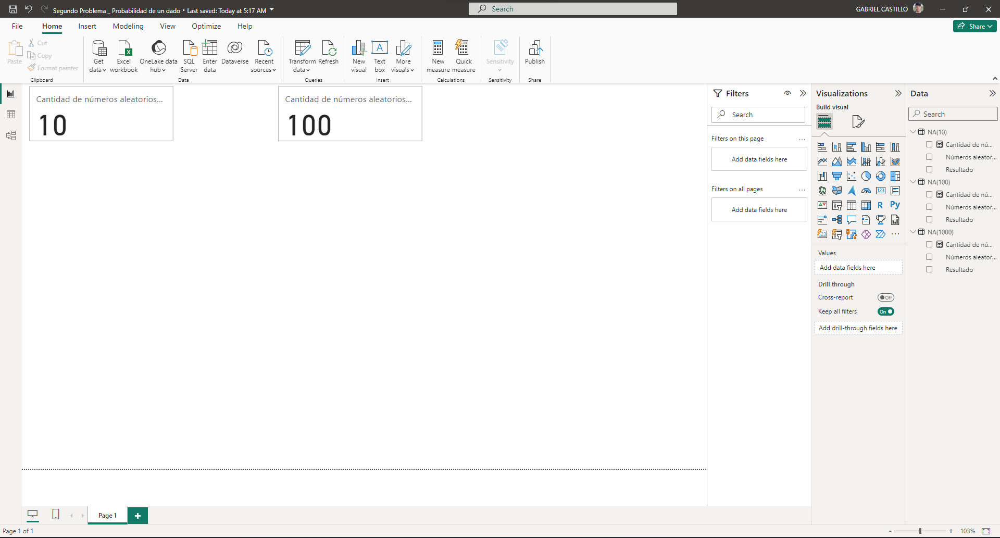 Segundo Problema _ Probabilidad de un dado • Last saved: Today at 5:17 AM
Search
GABRIEL CASTILLO
File
Home
Insert
Modeling
View
Optimize
Help
Share
Paste
Cut
Copy
Format painter
Clipboard
Get data
Excel workbook
OneLake data hub
SQL Server
Enter data
Dataverse
Recent sources
Data
Transform data
Refresh
Queries
New visual
Text box
More visuals
Insert
New measure
Quick measure
Calculations
Sensitivity
Sensitivity
Publish
Share
Cantidad de números aleatorios...
10
Cantidad de números aleatorios...
100
Filters
Search
Filters on this page
...
Add data fields here
Filters on all pages
...
Add data fields here
Visualizations
Build visual
123
R
Py
123
...
Values
Add data fields here
Drill through
Cross-report
Off
Keep all filters
On
Add drill-through fields here
Data
Search
NA(10)
Cantidad de nú...
Números aleator...
Resultado
NA(100)
Cantidad de nú...
Números aleator...
Resultado
NA(1000)
Cantidad de nú...
Números aleator...
Resultado
Page 1
+
Page 1 of 1
- + 103%